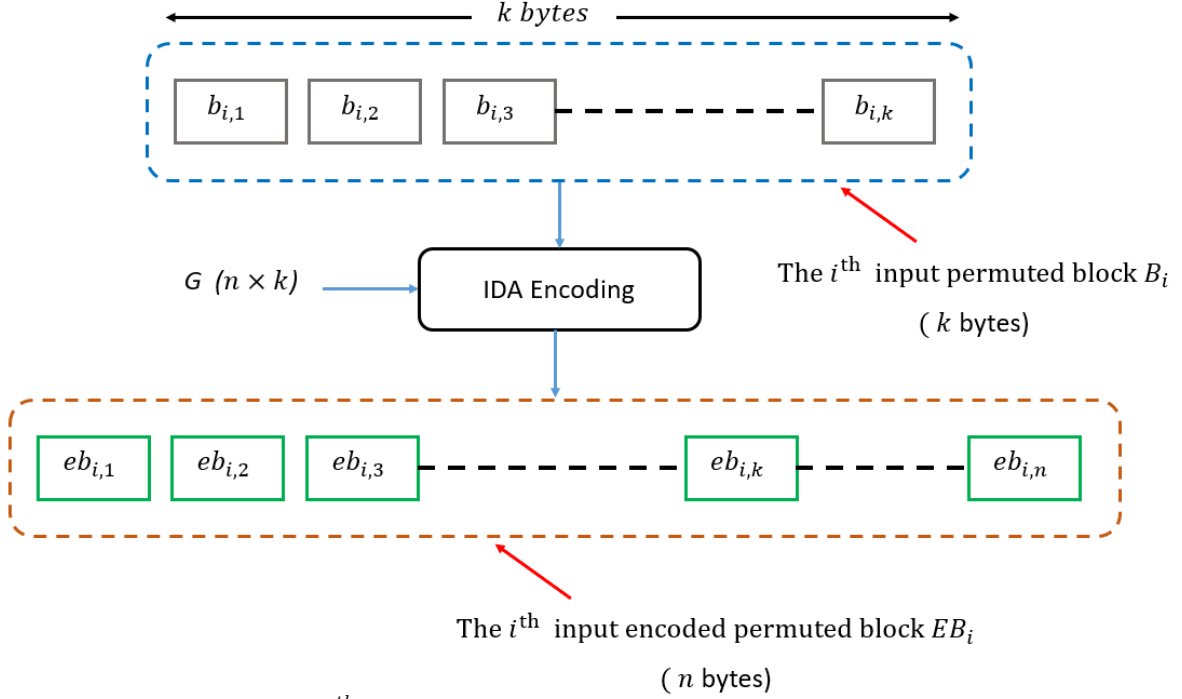 k bytes
b_{i,1} b_{i,2} b_{i,3} b_{i,k}
G (n × k)
IDA Encoding
The i^{th} input permuted block B_i
( k bytes)
eb_{i,1} eb_{i,2} eb_{i,3} eb_{i,k} eb_{i,n}
The i^{th} input encoded permuted block EB_i
( n bytes)
th